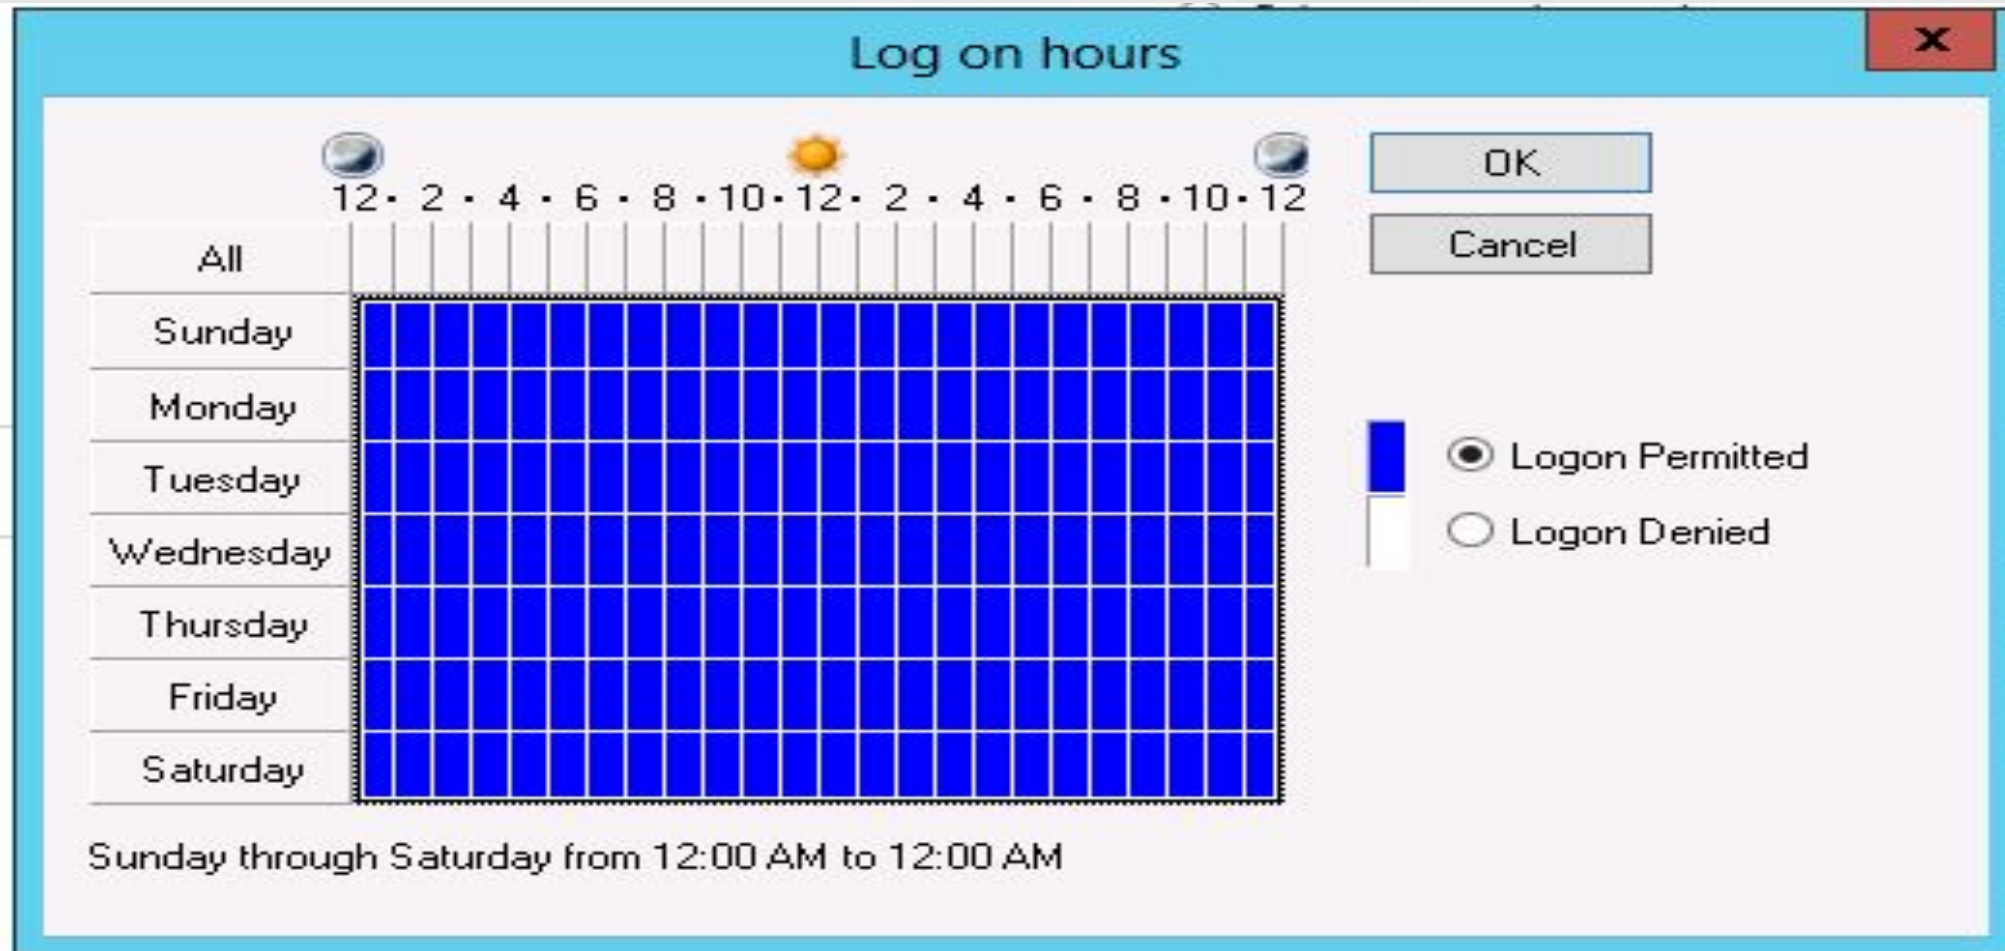 Log on hours
x
12 · 2 · 4 · 6 · 8 · 10 · 12 · 2 · 4 · 6 · 8 · 10 · 12
OK
Cancel
All
Sunday
Monday
Tuesday
Wednesday
Thursday
Friday
Saturday
Logon Permitted
Logon Denied
Sunday through Saturday from 12:00 AM to 12:00 AM